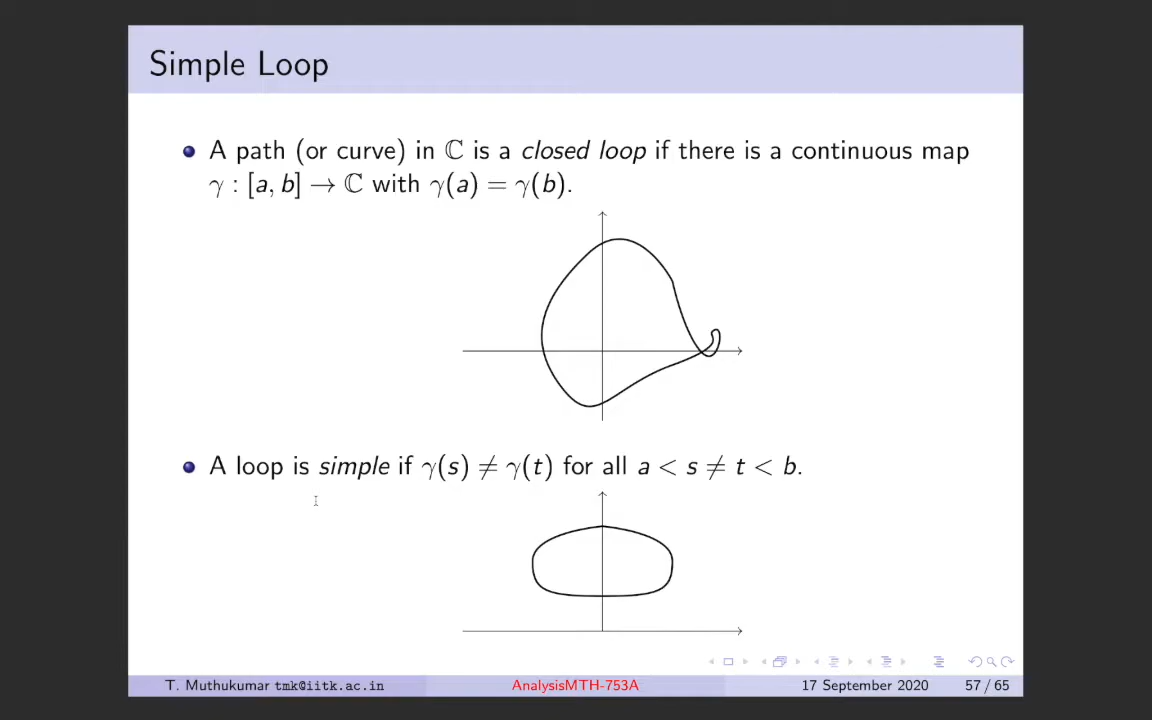 Simple Loop
A path (or curve) in ℂ is a closed loop if there is a continuous map
γ : [a, b] → ℂ with γ(a) = γ(b).
A loop is simple if γ(s) ≠ γ(t) for all a < s ≠ t < b.
T. Muthukumar tmk@iitk.ac.in AnalysisMTH-753A 17 September 2020 57 / 65